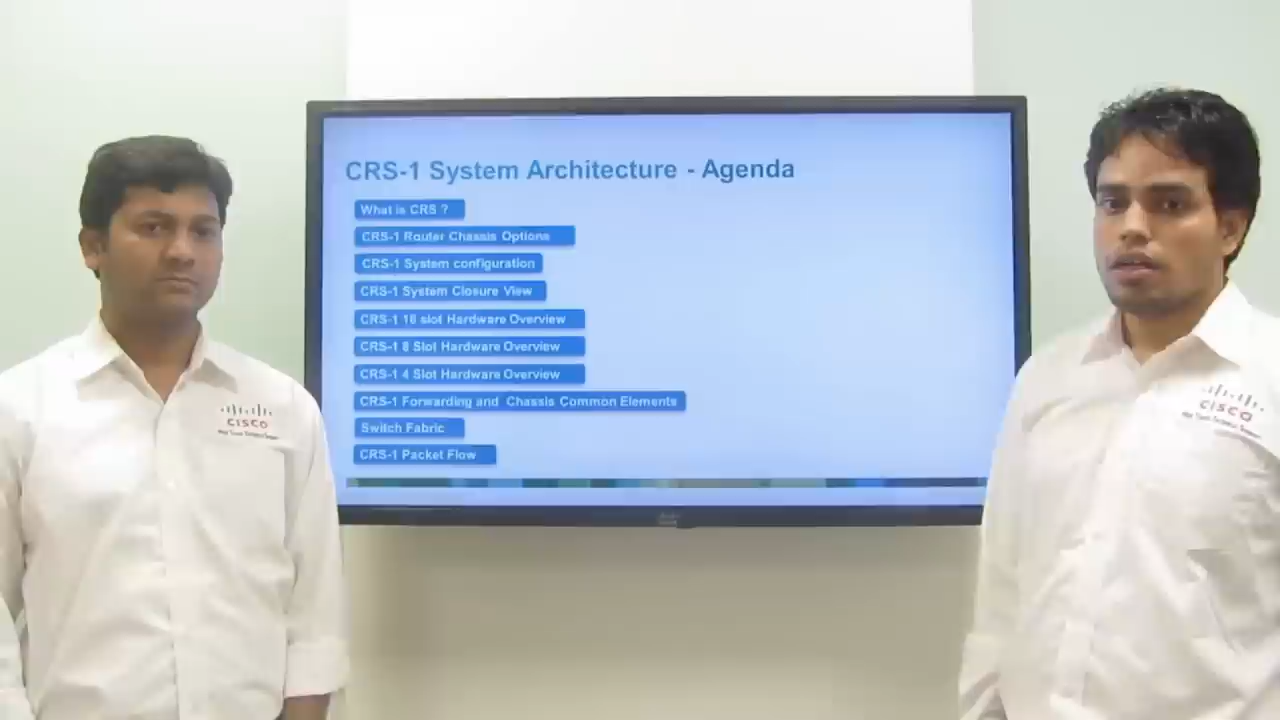 CRS-1 System Architecture - Agenda
What is CRS ?
CRS-1 Router Chassis Options
CRS-1 System configuration
CRS-1 System Closure View
CRS-1 16 slot Hardware Overview
CRS-1 8 Slot Hardware Overview
CRS-1 4 Slot Hardware Overview
CRS-1 Forwarding and Chassis Common Elements
Switch Fabric
CRS-1 Packet Flow
CISCO
CISCO